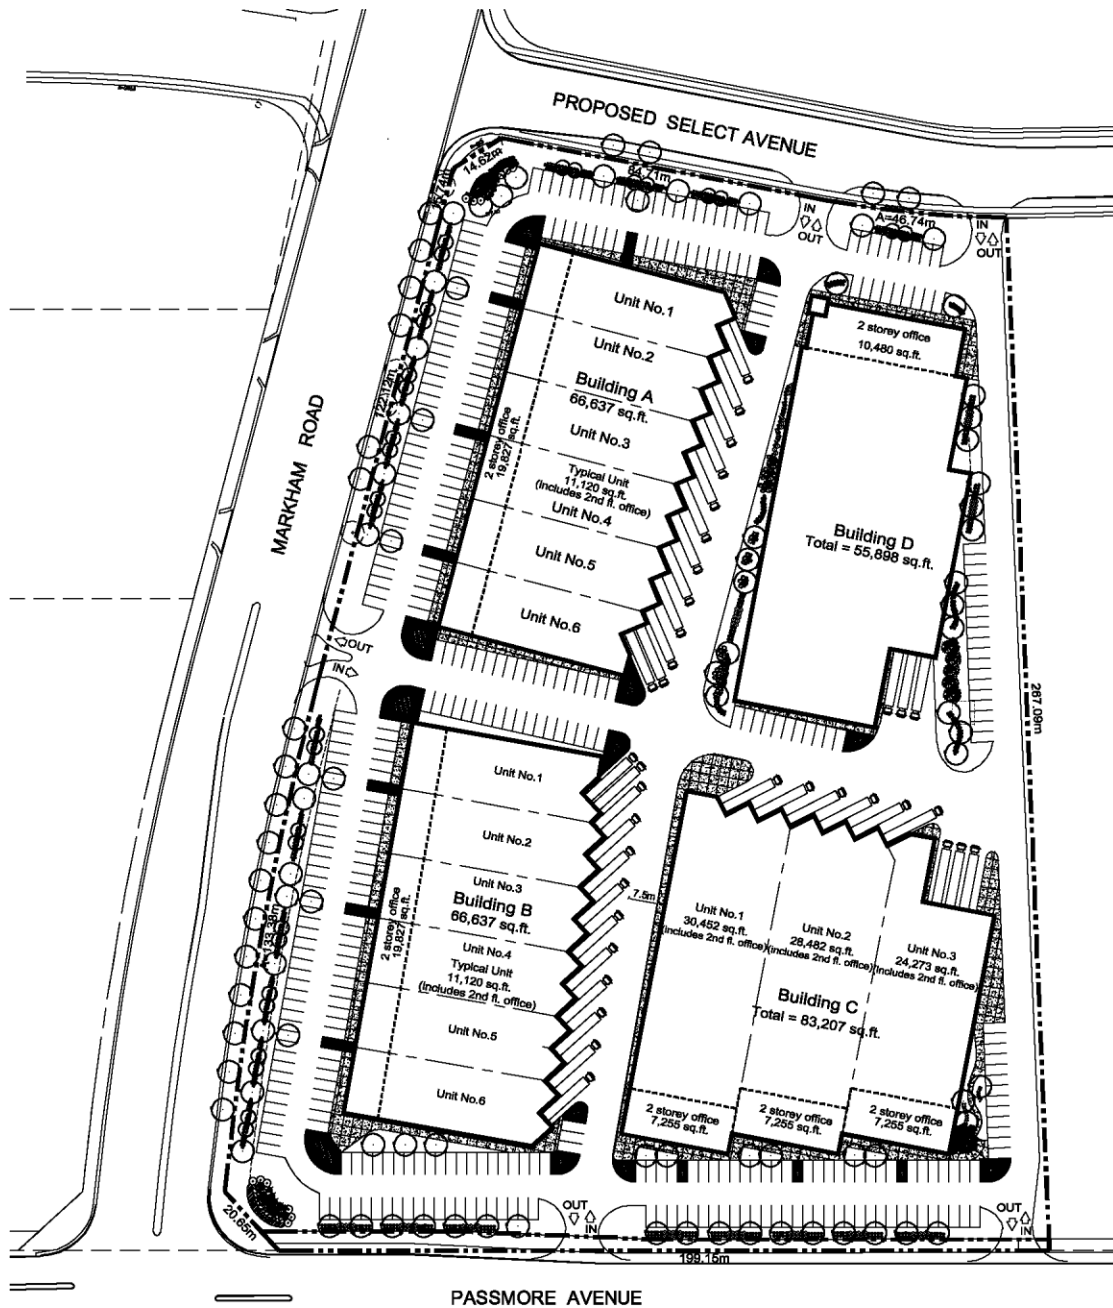 PROPOSED SELECT AVENUE
14.62m
64.71m
A=46.74m
IN
OUT
IN
OUT
Unit No.1
Unit No.2
Building A
66,637 sq.ft.
Unit No.3
Typical Unit
11,120 sq.ft.
(includes 2nd fl. office)
Unit No.4
Unit No.5
Unit No.6
2 storey office
19,827 sq.ft.
122.12m
MARKHAM ROAD
2 storey office
10,480 sq.ft.
Building D
Total = 55,898 sq.ft.
OUT
IN
267.09m
Unit No.1
Unit No.2
Unit No.3
Building B
66,637 sq.ft.
Unit No.4
Typical Unit
11,120 sq.ft.
(includes 2nd fl. office)
Unit No.5
Unit No.6
2 storey office
19,827 sq.ft.
133.38m
7.5m
Unit No.1
30,452 sq.ft.
(includes 2nd fl. office)
Unit No.2
28,482 sq.ft.
(includes 2nd fl. office)
Unit No.3
24,273 sq.ft.
(includes 2nd fl. office)
Building C
Total = 83,207 sq.ft.
2 storey office
7,255 sq.ft.
2 storey office
7,255 sq.ft.
2 storey office
7,255 sq.ft.
20.85m
OUT
IN
OUT
IN
199.15m
PASSMORE AVENUE